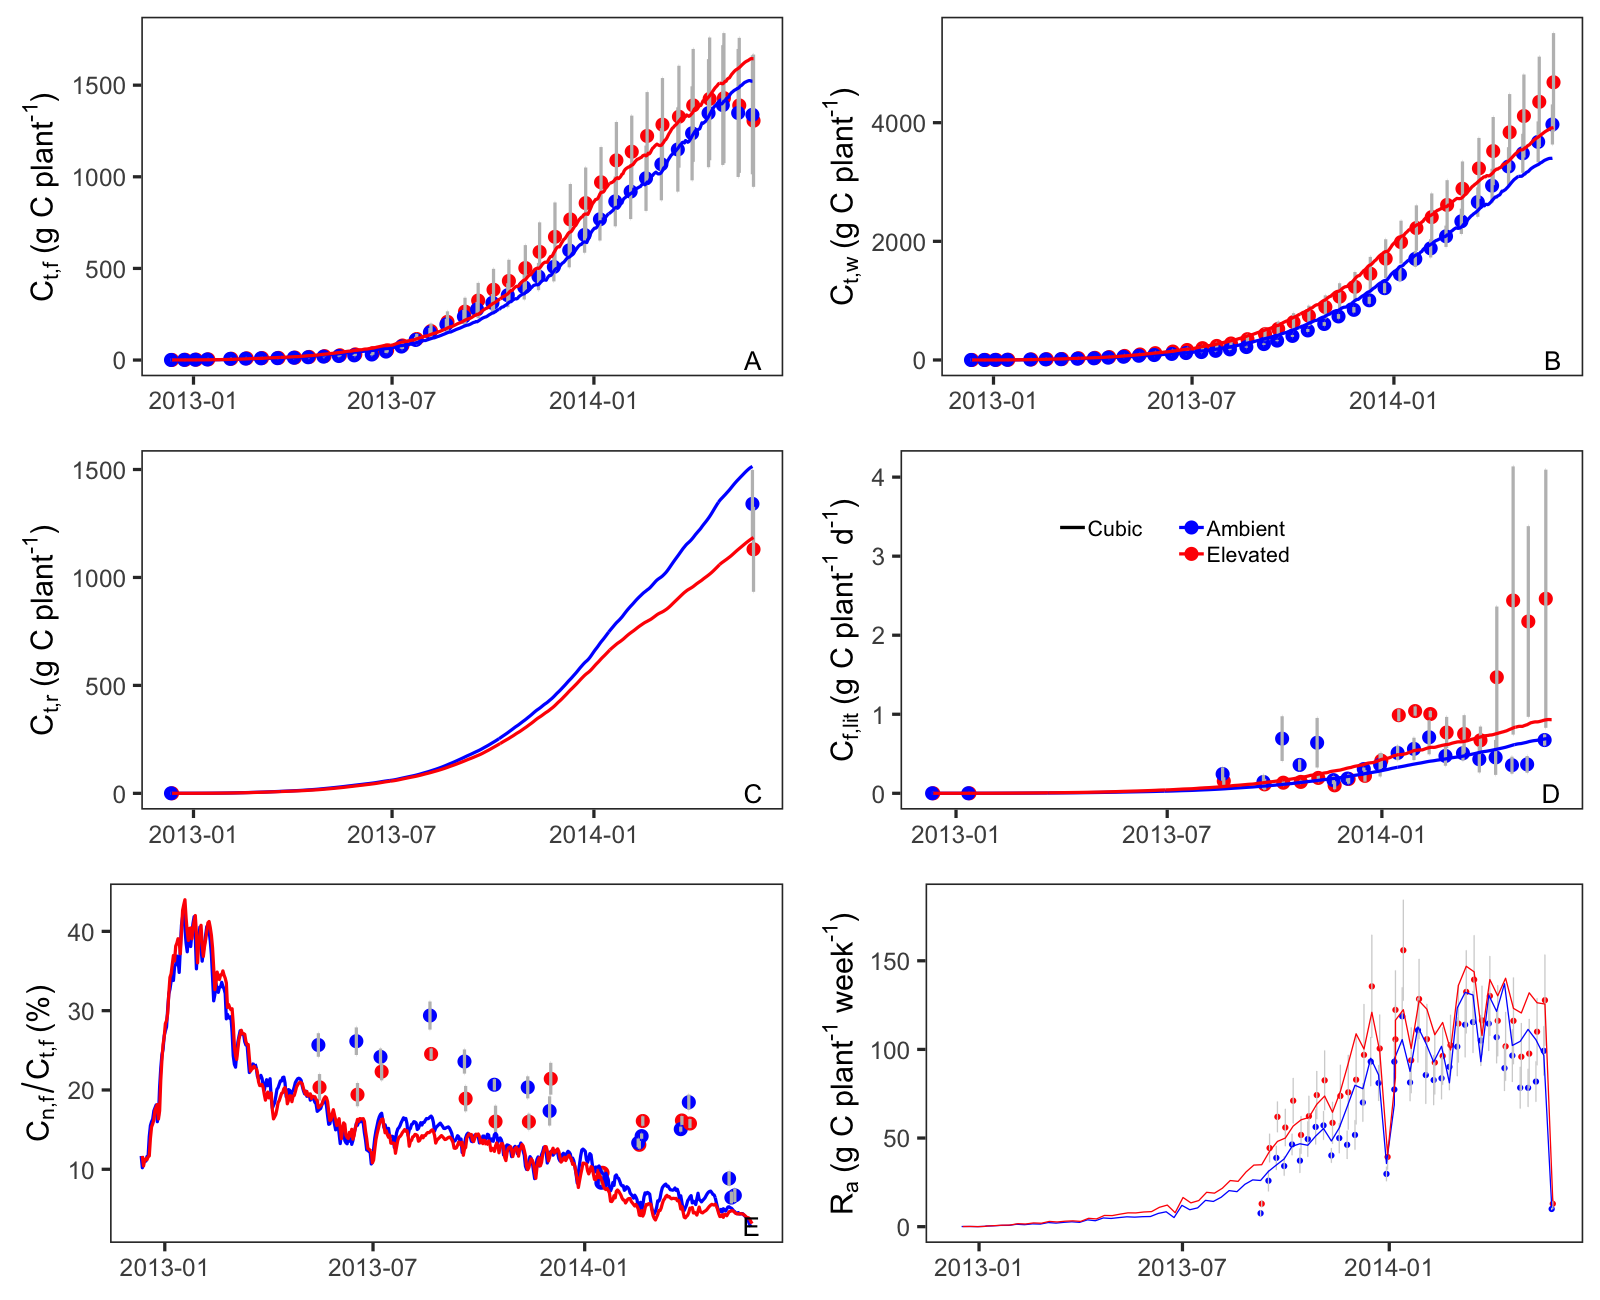 C_t,f (g C plant^-1)
1500
1000
500
0
A
2013-01 2013-07 2014-01
C_t,w (g C plant^-1)
4000
2000
0
B
2013-01 2013-07 2014-01
C_t,r (g C plant^-1)
1500
1000
500
0
C
2013-01 2013-07 2014-01
C_f,lit (g C plant^-1 d^-1)
4
3
2
1
0
Cubic
Ambient
Elevated
D
2013-01 2013-07 2014-01
C_n,f/C_t,f (%)
40
30
20
10
E
2013-01 2013-07 2014-01
R_a (g C plant^-1 week^-1)
150
100
50
0
2013-01 2013-07 2014-01